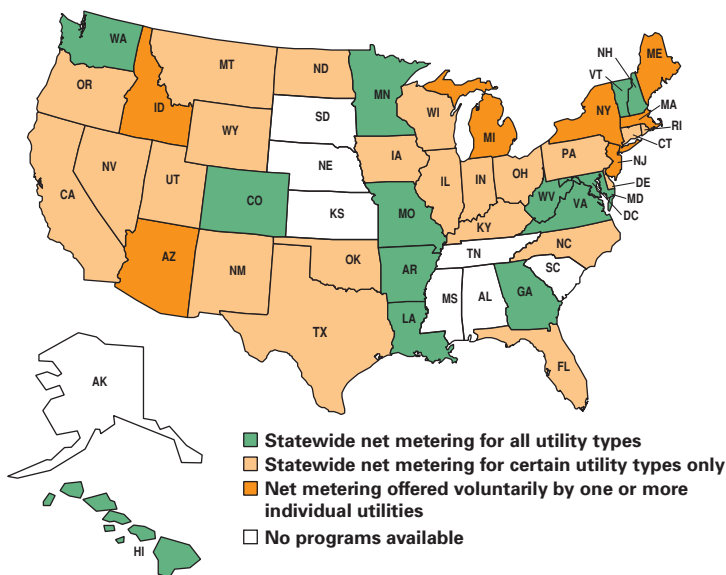 WA
OR
CA
NV
ID
MT
WY
UT
AZ
CO
NM
ND
SD
NE
KS
OK
TX
MN
IA
MO
AR
LA
WI
IL
MI
IN
OH
KY
TN
MS
AL
GA
FL
SC
NC
VA
WV
PA
NY
VT
NH
ME
MA
RI
CT
NJ
DE
MD
DC
AK
HI
Statewide net metering for all utility types
Statewide net metering for certain utility types only
Net metering offered voluntarily by one or more
individual utilities
No programs available